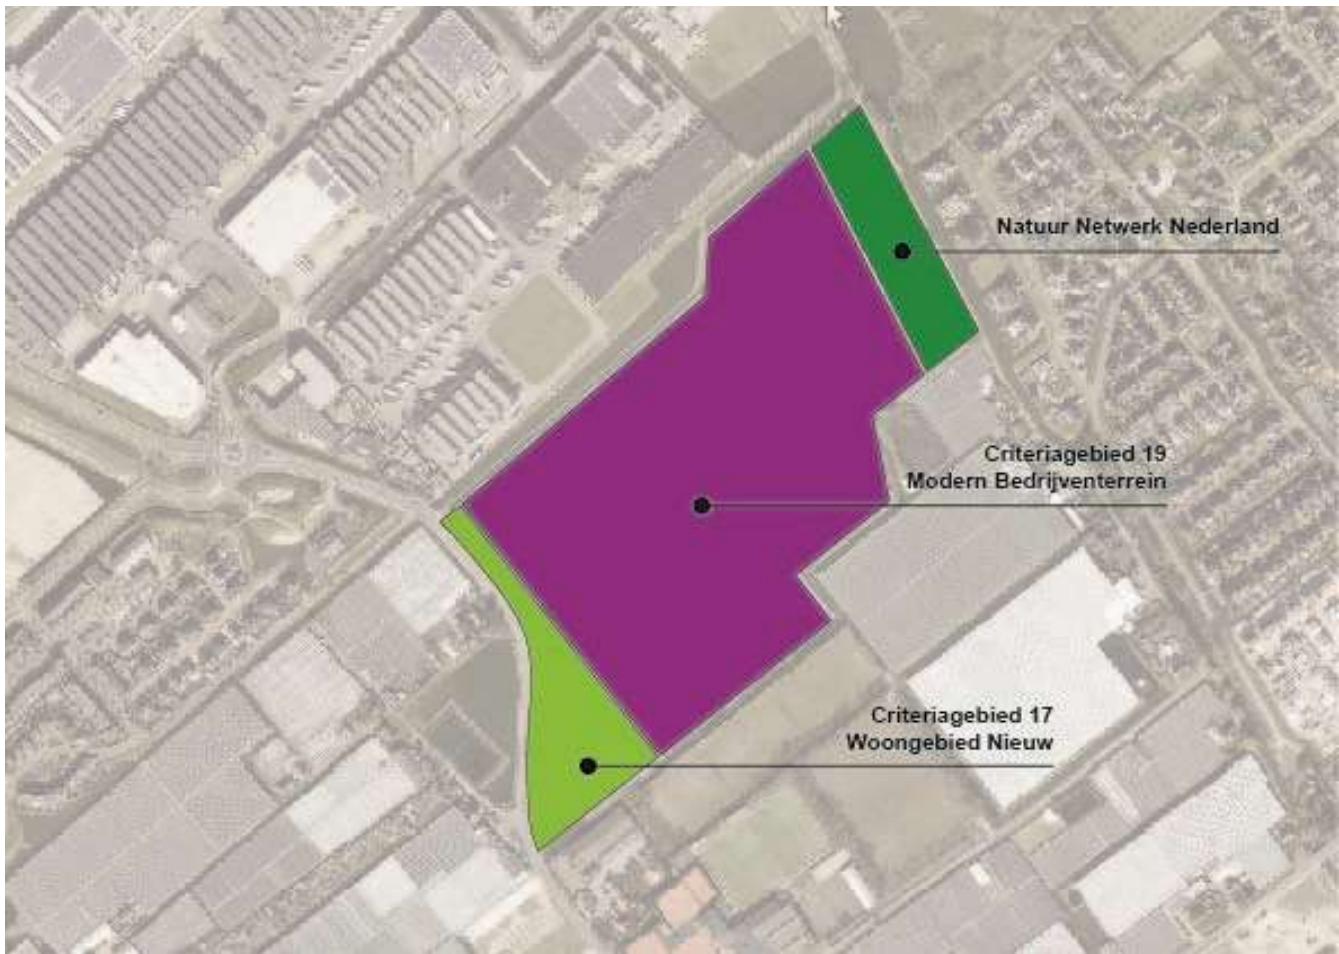 Natuur Netwerk Nederland
Criteriagebied 19
Modern Bedrijventerrein
Criteriagebied 17
Woongebied Nieuw